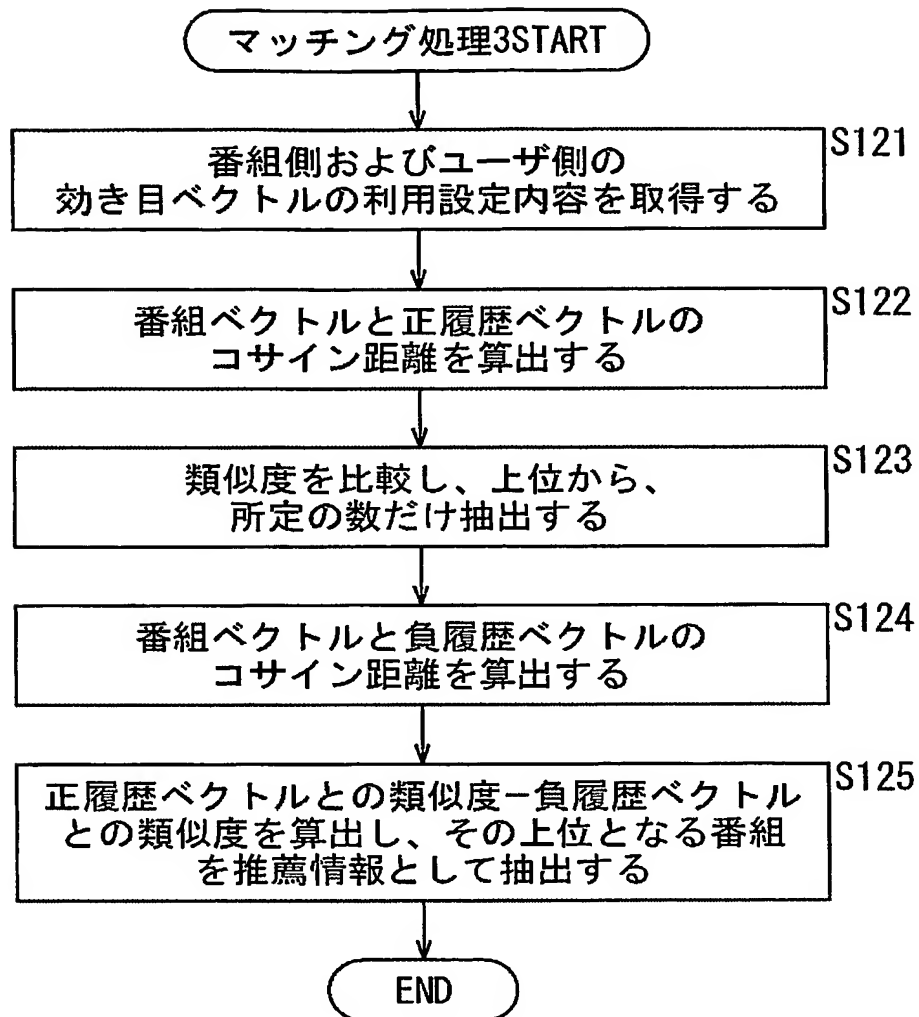 マッチング処理3START
S121
番組側およびユーザ側の
効き目ベクトルの利用設定内容を取得する
S122
番組ベクトルと正履歴ベクトルの
コサイン距離を算出する
S123
類似度を比較し、上位から、
所定の数だけ抽出する
S124
番組ベクトルと負履歴ベクトルの
コサイン距離を算出する
S125
正履歴ベクトルとの類似度−負履歴ベクトル
との類似度を算出し、その上位となる番組
を推薦情報として抽出する
END